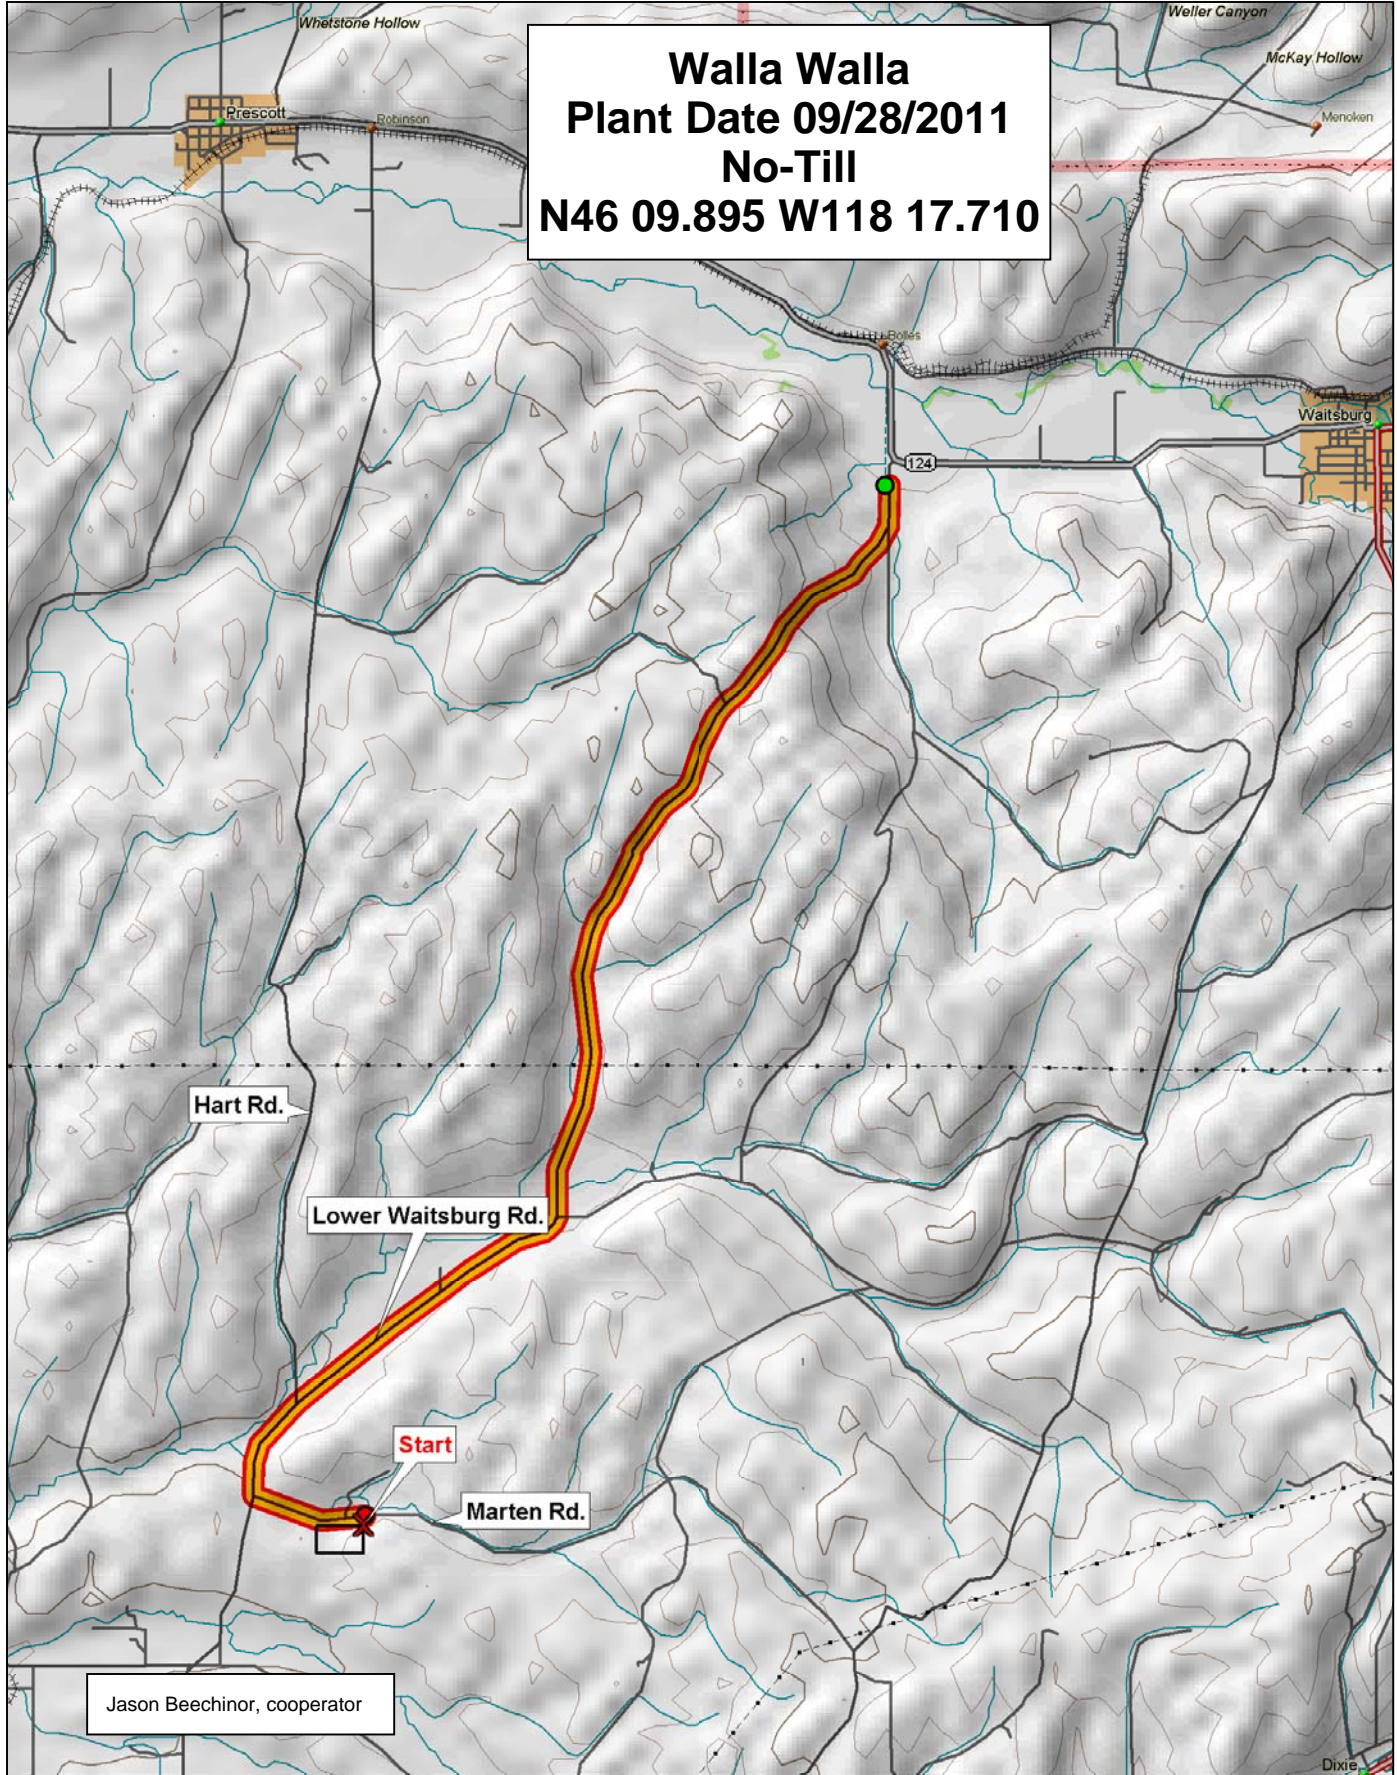 Whetstone Hollow
Weller Canyon
McKay Hollow
Walla Walla
Plant Date 09/28/2011
No-Till
N46 09.895 W118 17.710
Prescott
Robinson
Menoken
Bolles
Waitsburg
124
Hart Rd.
Lower Waitsburg Rd.
Start
Marten Rd.
Jason Beechinor, cooperator
Dixie